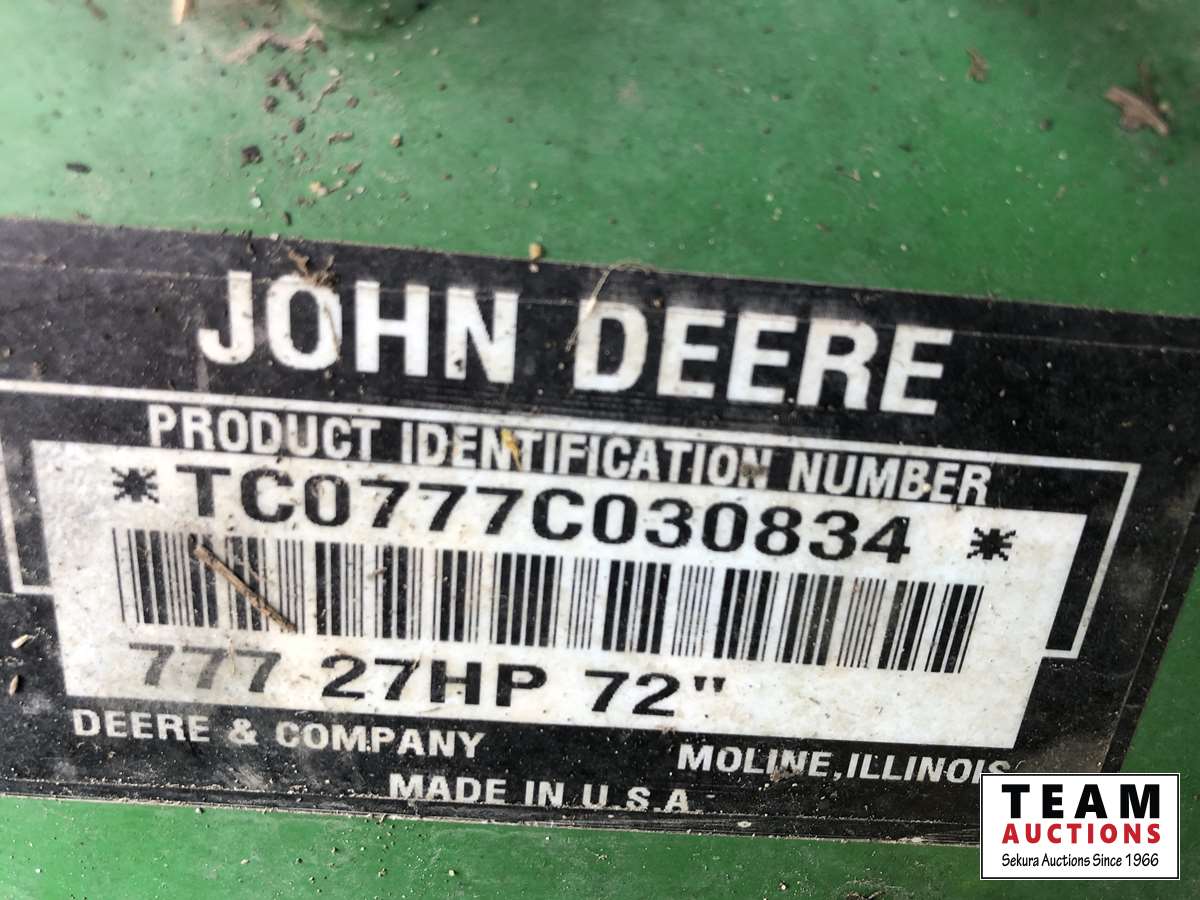 JOHN DEERE
PRODUCT IDENTIFICATION NUMBER
*TC0777C030834*
777 27HP 72"
DEERE & COMPANY MOLINE, ILLINOIS
MADE IN U.S.A
TEAM
AUCTIONS
Sekura Auctions Since 1966